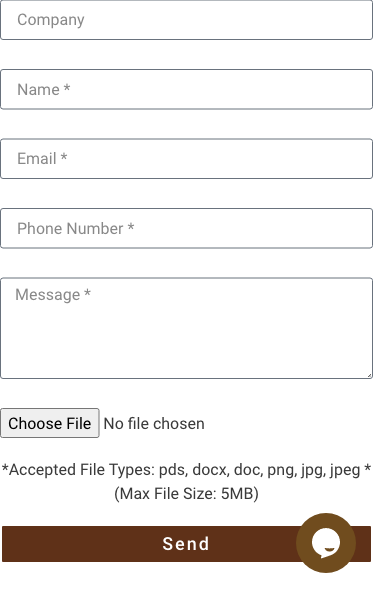 Company
Name *
Email *
Phone Number *
Message *
Choose File No file chosen
*Accepted File Types: pds, docx, doc, png, jpg, jpeg *
(Max File Size: 5MB)
Send